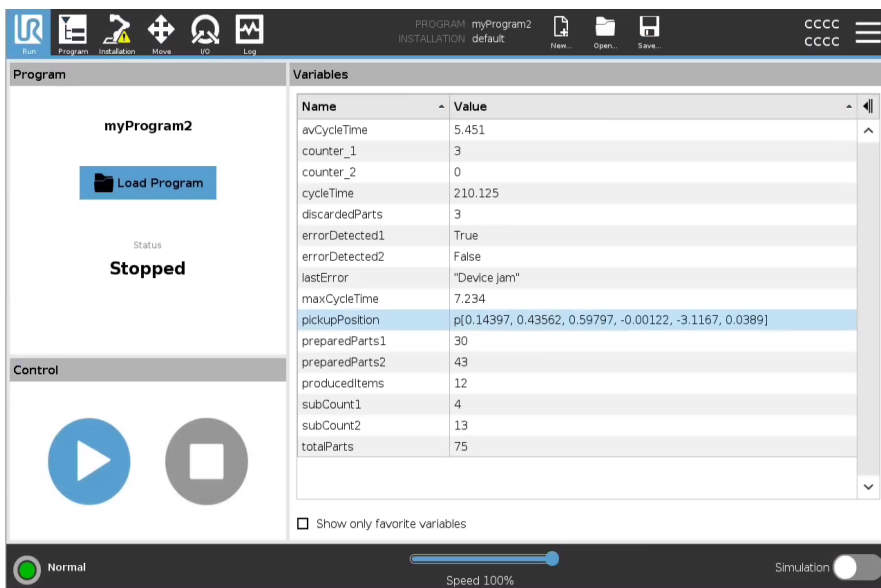 UR
Run
Program
Installation
Move
I/O
Log
PROGRAM myProgram2
INSTALLATION default
New...
Open...
Save...
CCCC
CCCC
Program
myProgram2
Load Program
Status
Stopped
Control
Variables
Name Value
avCycleTime 5.451
counter_1 3
counter_2 0
cycleTime 210.125
discardedParts 3
errorDetected1 True
errorDetected2 False
lastError "Device jam"
maxCycleTime 7.234
pickupPosition p[0.14397, 0.43562, 0.59797, -0.00122, -3.1167, 0.0389]
preparedParts1 30
preparedParts2 43
producedItems 12
subCount1 4
subCount2 13
totalParts 75
Show only favorite variables
Normal
Speed 100%
Simulation